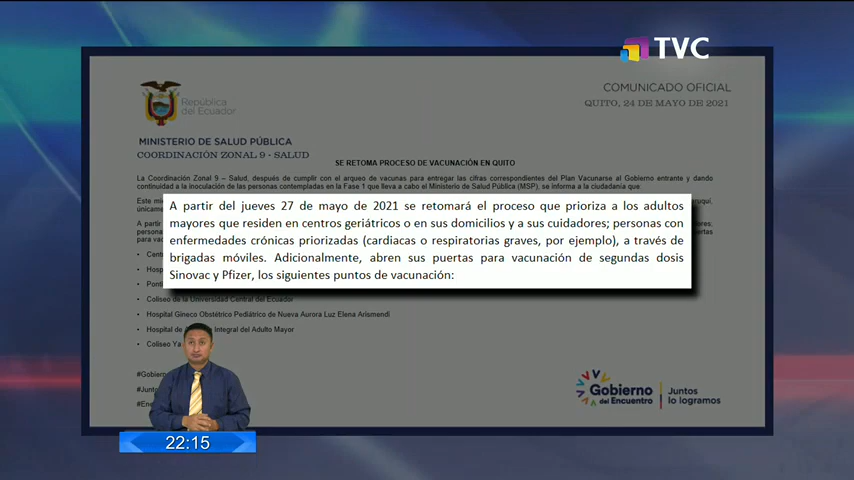 TVC
República
del Ecuador
COMUNICADO OFICIAL
QUITO, 24 DE MAYO DE 2021
MINISTERIO DE SALUD PÚBLICA
COORDINACIÓN ZONAL 9 - SALUD
SE RETOMA PROCESO DE VACUNACIÓN EN QUITO
La Coordinación Zonal 9 – Salud, después de cumplir con el arqueo de vacunas para entregar las cifras correspondientes del Plan Vacunarse al Gobierno entrante y dando
continuidad a la inoculación de las personas contempladas en la Fase 1 que lleva a cabo el Ministerio de Salud Pública (MSP), se informa a la ciudadanía que:
A partir del jueves 27 de mayo de 2021 se retomará el proceso que prioriza a los adultos
mayores que residen en centros geriátricos o en sus domicilios y a sus cuidadores; personas con
enfermedades crónicas priorizadas (cardiacas o respiratorias graves, por ejemplo), a través de
brigadas móviles. Adicionalmente, abren sus puertas para vacunación de segundas dosis
Sinovac y Pfizer, los siguientes puntos de vacunación:
• Coliseo de la Universidad Central del Ecuador
• Hospital Gineco Obstétrico Pediátrico de Nueva Aurora Luz Elena Arismendi
• Hospital de Integral del Adulto Mayor
• Coliseo
Gobierno
del Encuentro
Juntos
lo logramos
22:15